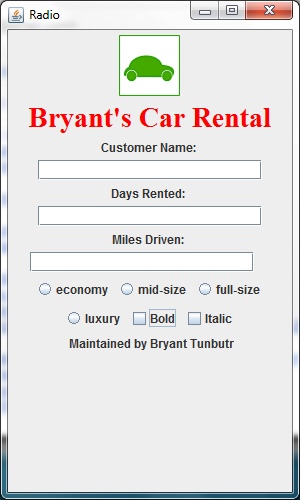 Radio
Bryant's Car Rental
Customer Name:
Days Rented:
Miles Driven:
economy mid-size full-size
luxury Bold Italic
Maintained by Bryant Tunbutr